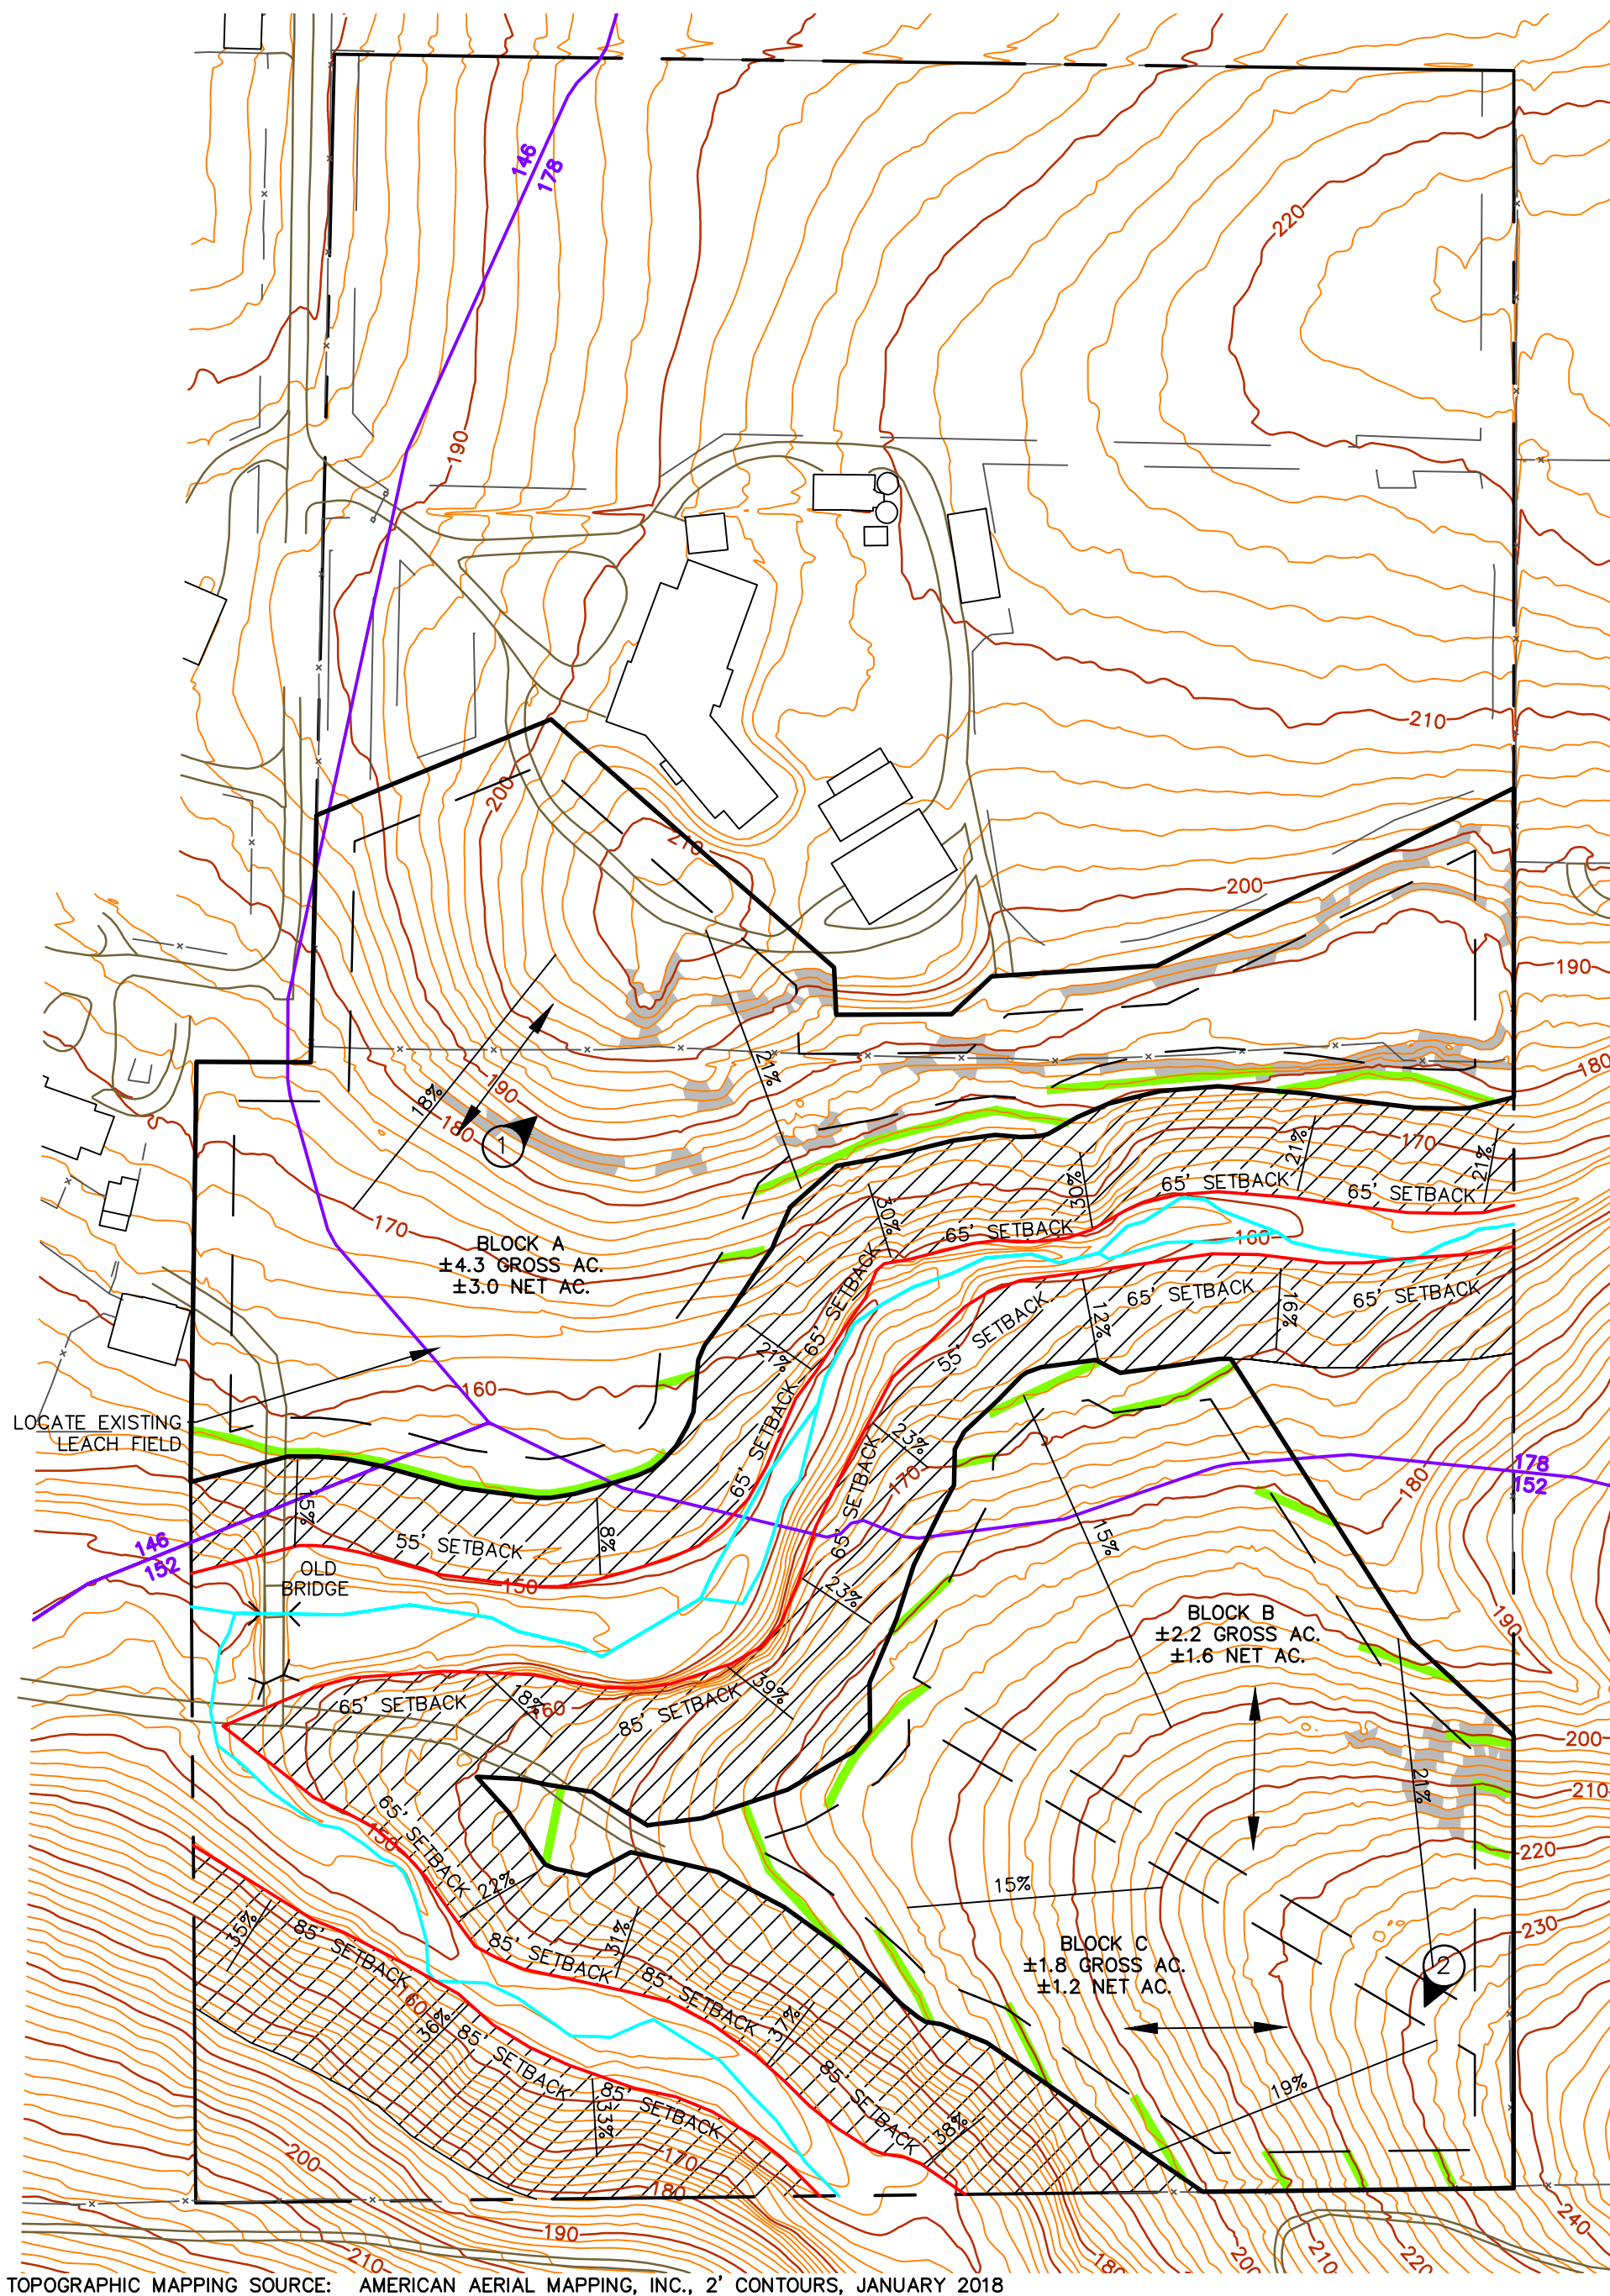 146
178
220
190
210
200
210
200
190
180
21%
18%
190
180
1
170
21%
21%
30%
65' SETBACK
65' SETBACK
30%
65' SETBACK
160
170
BLOCK A
±4.3 GROSS AC.
±3.0 NET AC.
65' SETBACK
65' SETBACK
65' SETBACK
16%
12%
55' SETBACK
21%
160
65' SETBACK
LOCATE EXISTING
LEACH FIELD
23%
170
65' SETBACK
178
152
180
15%
15%
8%
55' SETBACK
146
152
OLD
BRIDGE
150
23%
190
BLOCK B
±2.2 GROSS AC.
±1.6 NET AC.
39%
65' SETBACK
18%
160
85' SETBACK
200
21%
210
65' SETBACK
150
220
22%
15%
230
35%
85' SETBACK
31%
85' SETBACK
BLOCK C
±1.8 GROSS AC.
±1.2 NET AC.
2
85' SETBACK
160
36%
85' SETBACK
37%
85' SETBACK
19%
85' SETBACK
33%
38%
200
170
180
190
210
180
200
210
220
240
TOPOGRAPHIC MAPPING SOURCE: AMERICAN AERIAL MAPPING, INC., 2' CONTOURS, JANUARY 2018